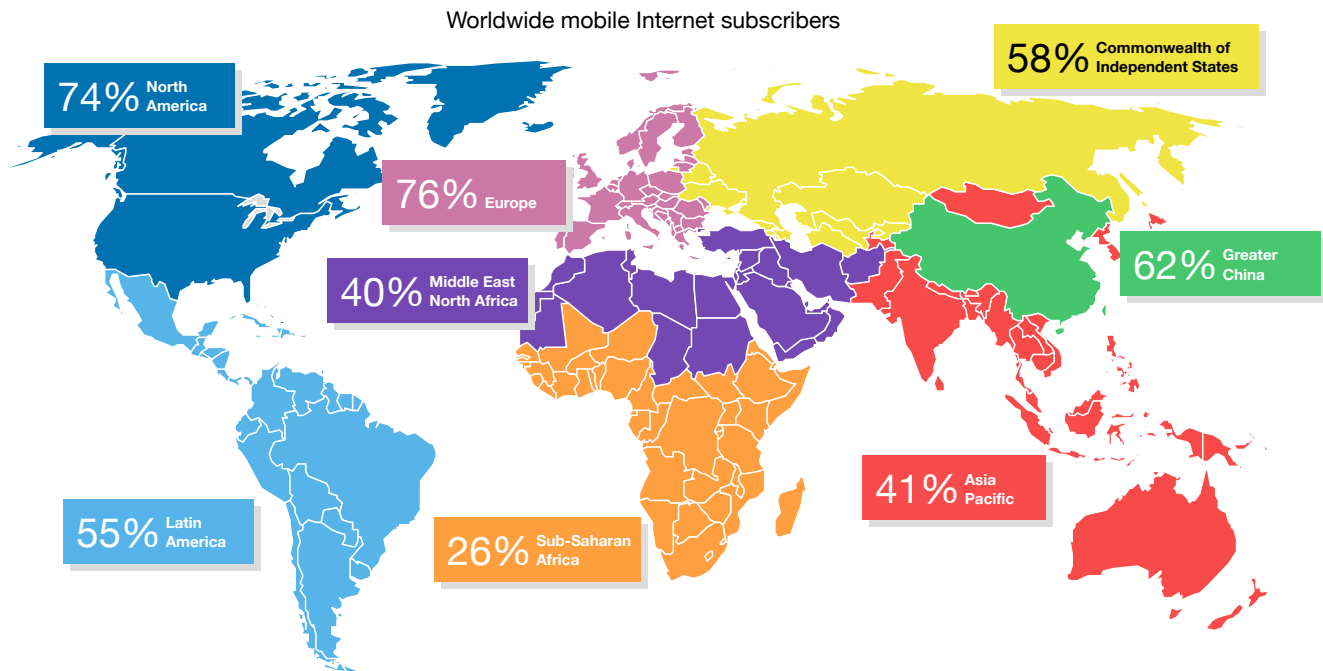 Worldwide mobile Internet subscribers
58% Commonwealth of
Independent States
74% North
America
76% Europe
62% Greater
China
40% Middle East
North Africa
41% Asia
Pacific
55% Latin
America
26% Sub-Saharan
Africa